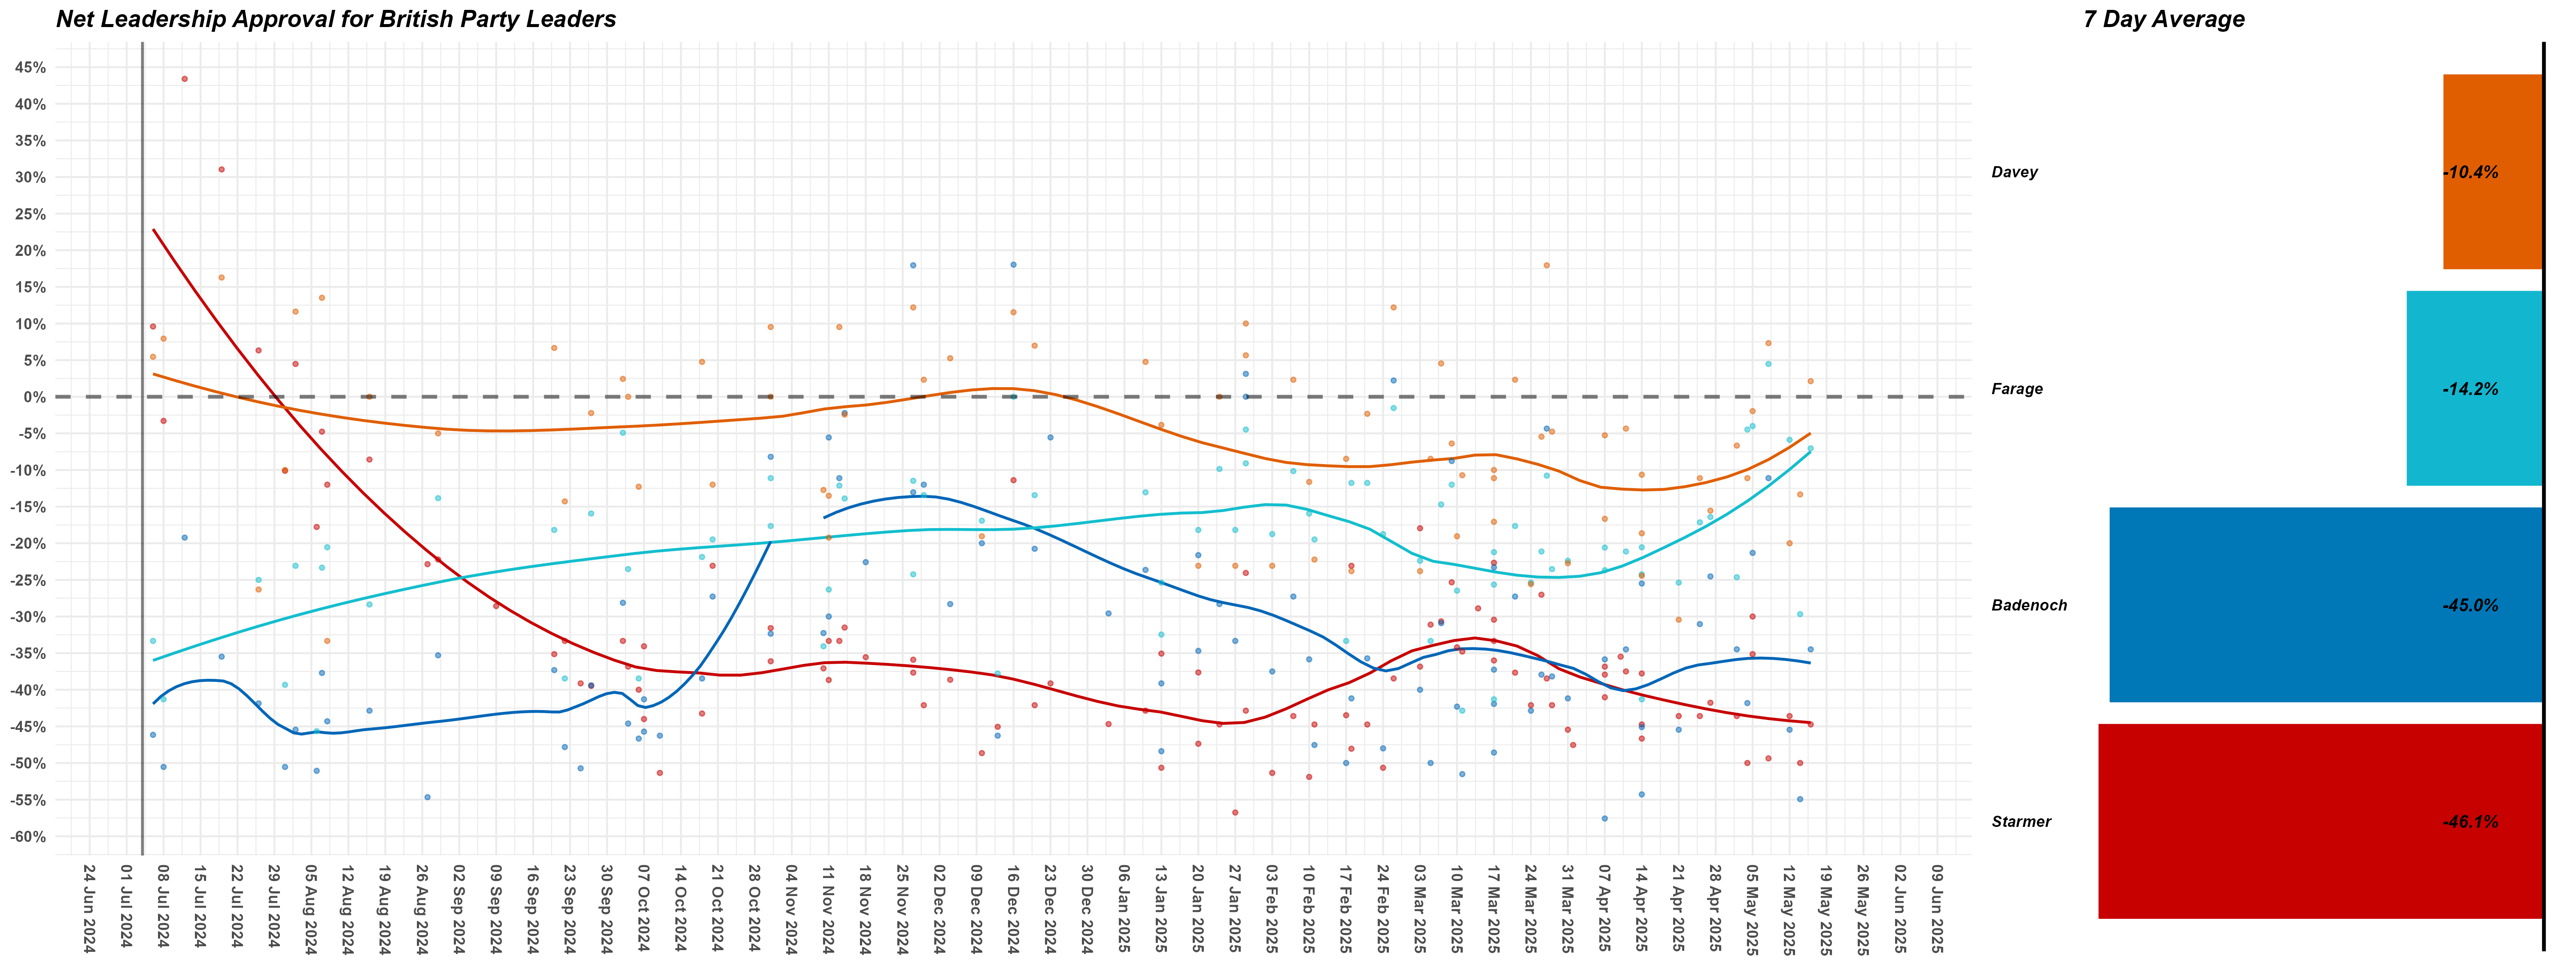 Net Leadership Approval for British Party Leaders
7 Day Average
45%
40%
35%
30%
25%
20%
15%
10%
5%
0%
-5%
-10%
-15%
-20%
-25%
-30%
-35%
-40%
-45%
-50%
-55%
-60%
24 Jun 2024
01 Jul 2024
08 Jul 2024
15 Jul 2024
22 Jul 2024
29 Jul 2024
05 Aug 2024
12 Aug 2024
19 Aug 2024
26 Aug 2024
02 Sep 2024
09 Sep 2024
16 Sep 2024
23 Sep 2024
30 Sep 2024
07 Oct 2024
14 Oct 2024
21 Oct 2024
28 Oct 2024
04 Nov 2024
11 Nov 2024
18 Nov 2024
25 Nov 2024
02 Dec 2024
09 Dec 2024
16 Dec 2024
23 Dec 2024
30 Dec 2024
06 Jan 2025
13 Jan 2025
20 Jan 2025
27 Jan 2025
03 Feb 2025
10 Feb 2025
17 Feb 2025
24 Feb 2025
03 Mar 2025
10 Mar 2025
17 Mar 2025
24 Mar 2025
31 Mar 2025
07 Apr 2025
14 Apr 2025
21 Apr 2025
28 Apr 2025
05 May 2025
12 May 2025
19 May 2025
26 May 2025
02 Jun 2025
09 Jun 2025
Davey -10.4%
Farage -14.2%
Badenoch -45.0%
Starmer -46.1%